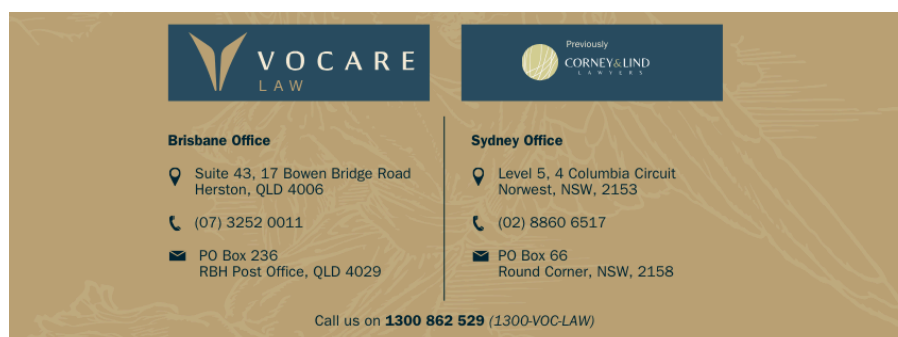 VOCARE
LAW
Previously
CORNEY & LIND
LAWYERS
Brisbane Office
Suite 43, 17 Bowen Bridge Road
Herston, QLD 4006
(07) 3252 0011
PO Box 236
RBH Post Office, QLD 4029
Sydney Office
Level 5, 4 Columbia Circuit
Norwest, NSW, 2153
(02) 8860 6517
PO Box 66
Round Corner, NSW, 2158
Call us on 1300 862 529 (1300-VOC-LAW)